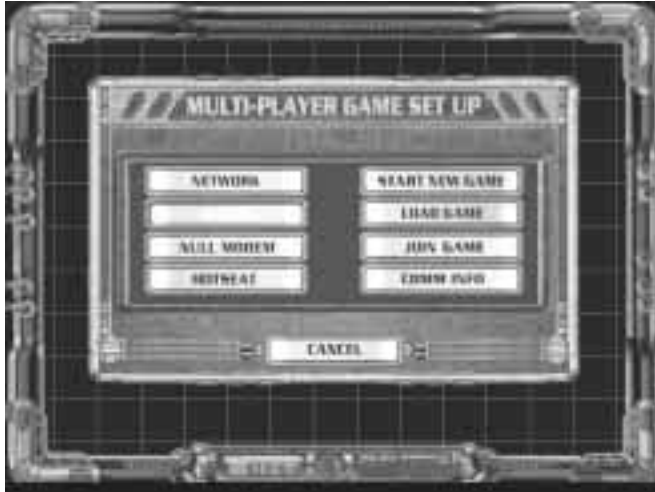 MULTI-PLAYER GAME SET UP
NETWORK
START NEW GAME
LOAD GAME
NULL MODEM
JOIN GAME
HOTSEAT
COMM INFO
CANCEL